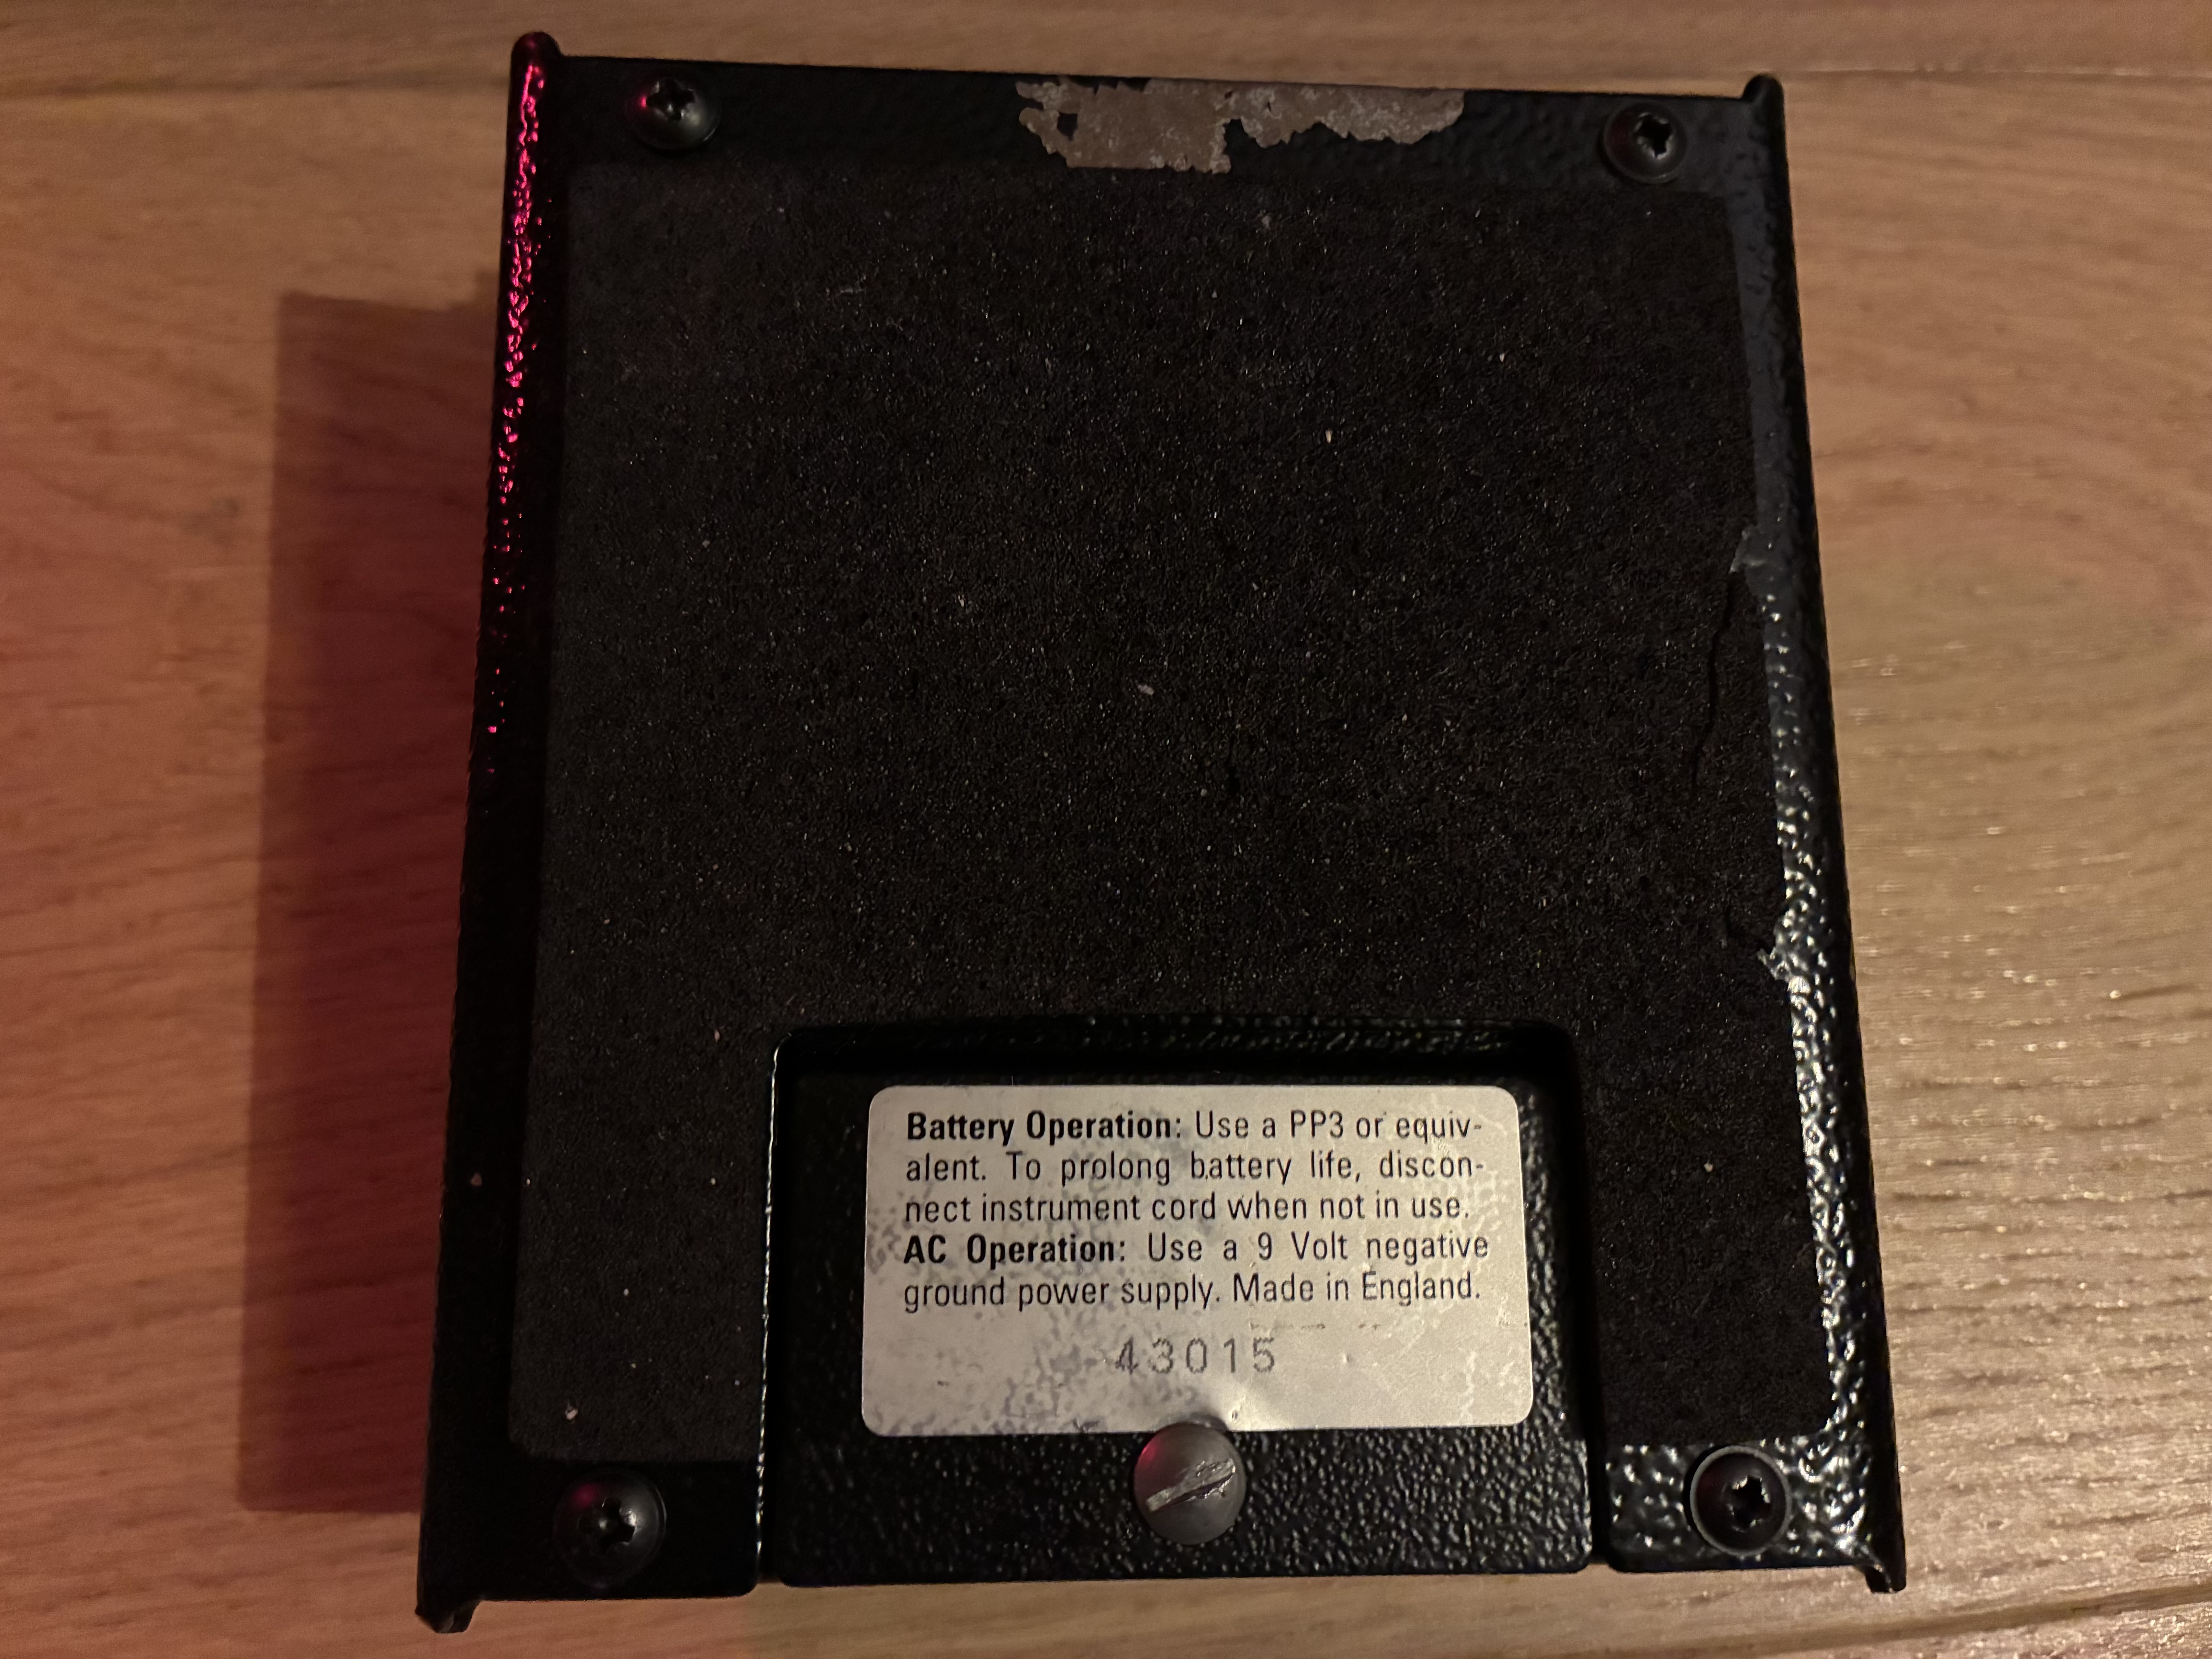 Battery Operation: Use a PP3 or equiv-
alent. To prolong battery life, discon-
nect instrument cord when not in use.
AC Operation: Use a 9 Volt negative
ground power supply. Made in England.
43015